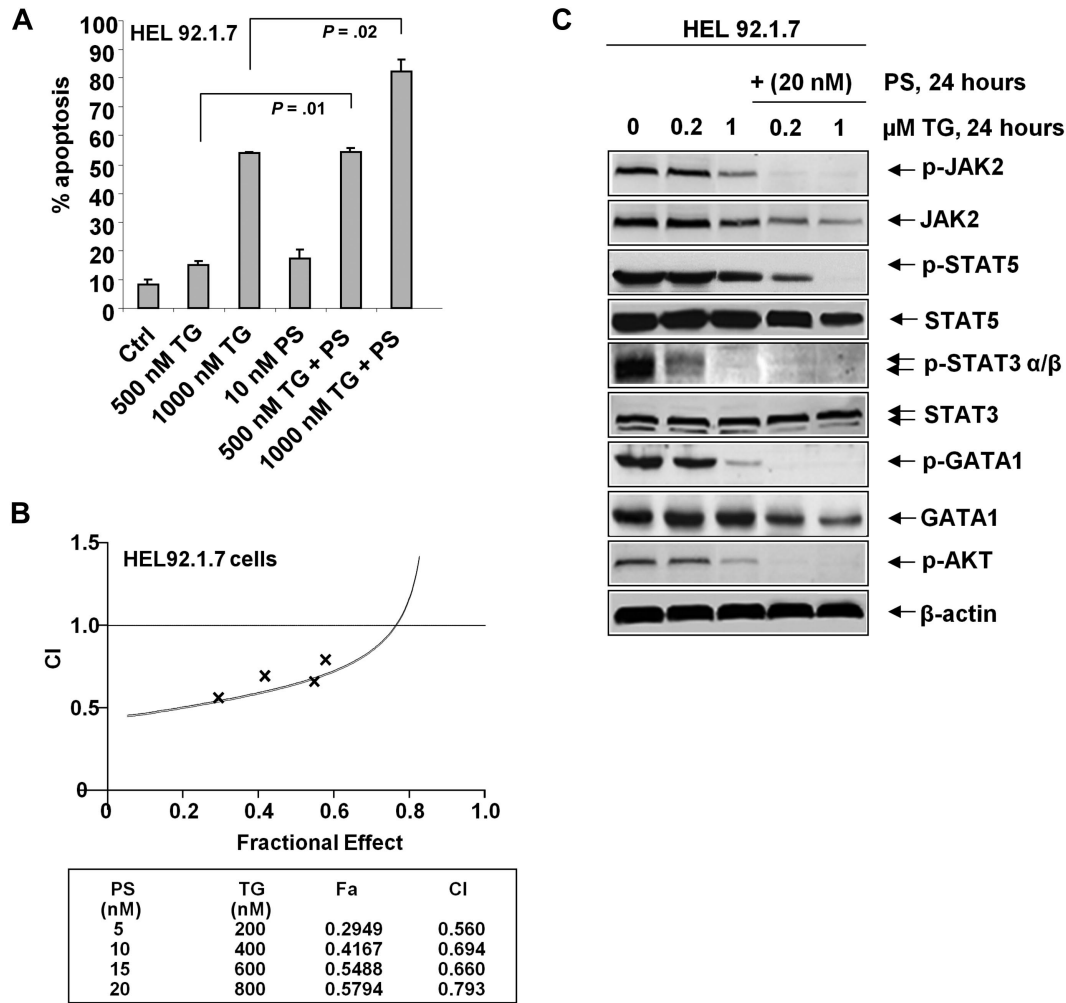 A
HEL 92.1.7
P = .02
P = .01
% apoptosis
100
90
80
70
60
50
40
30
20
10
0
Ctrl
500 nM TG
1000 nM TG
10 nM PS
500 nM TG + PS
1000 nM TG + PS
B
HEL92.1.7 cells
CI
1.5
1.0
0.5
0
0 0.2 0.4 0.6 0.8 1.0
Fractional Effect
PS TG Fa CI
(nM) (nM)
5 200 0.2949 0.560
10 400 0.4167 0.694
15 600 0.5488 0.660
20 800 0.5794 0.793
C
HEL 92.1.7
+ (20 nM) PS, 24 hours
0 0.2 1 0.2 1 µM TG, 24 hours
p-JAK2
JAK2
p-STAT5
STAT5
p-STAT3 α/β
STAT3
p-GATA1
GATA1
p-AKT
β-actin